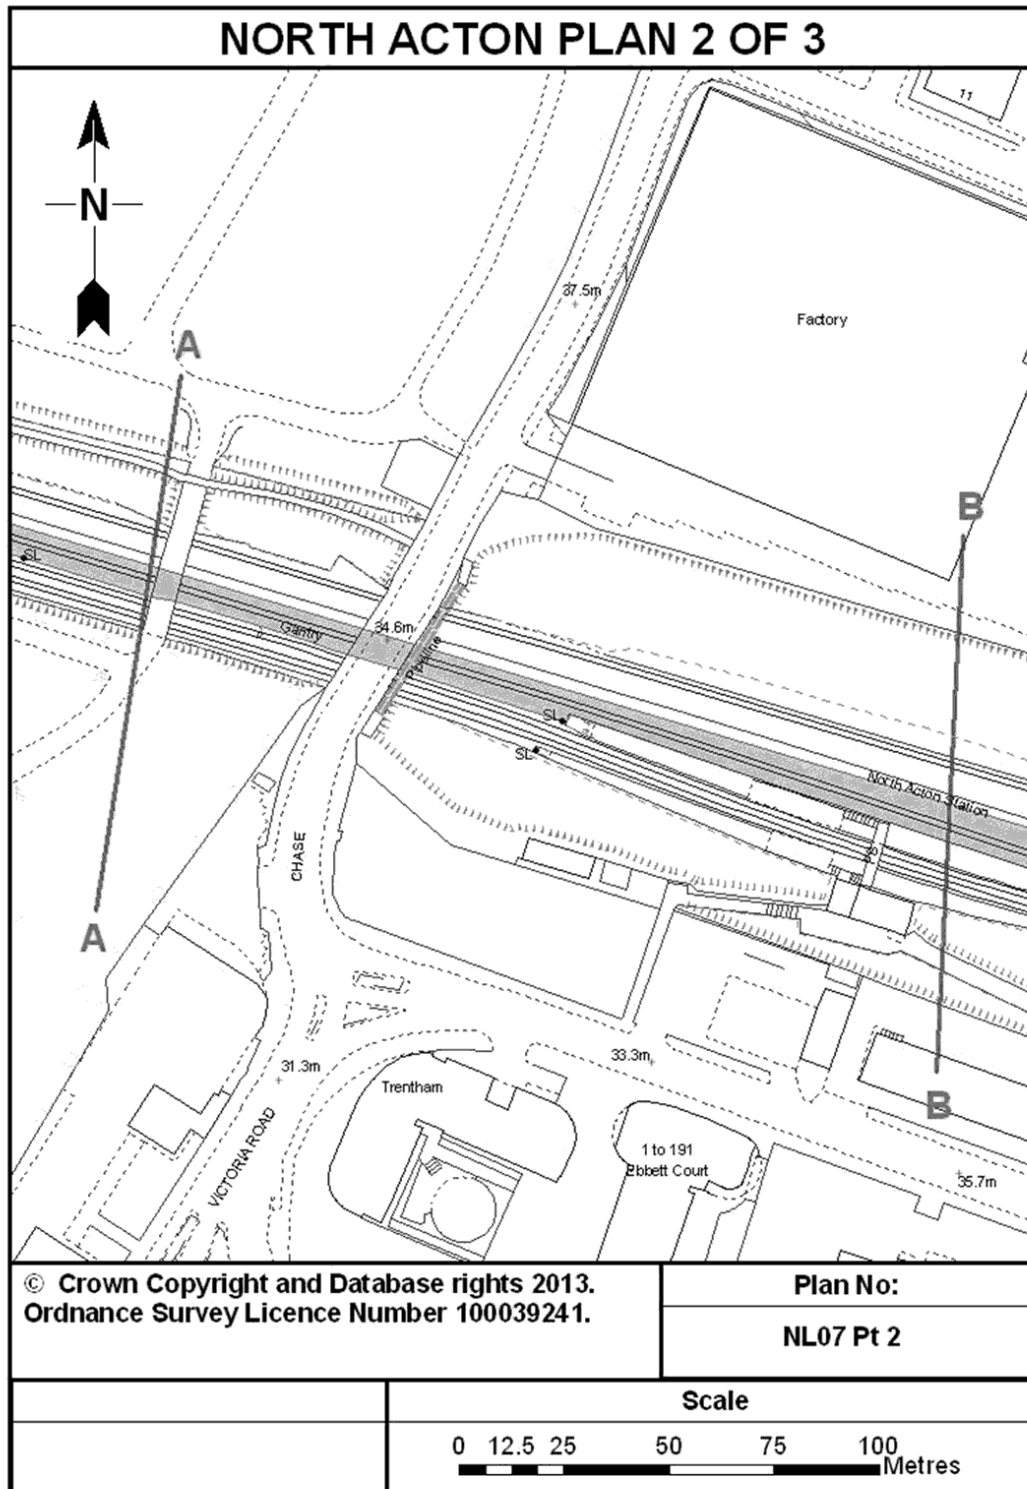 NORTH ACTON PLAN 2 OF 3
11
N
37.5m
Factory
A
B
SL
Gantry
34.6m
Pipeline
SL
SL
North Acton Station
CHASE
A
33.3m
31.3m
Trentham
B
VICTORIA ROAD
1 to 191
Ebbett Court
35.7m
© Crown Copyright and Database rights 2013.
Ordnance Survey Licence Number 100039241.
Plan No:
NL07 Pt 2
Scale
0 12.5 25 50 75 100
Metres